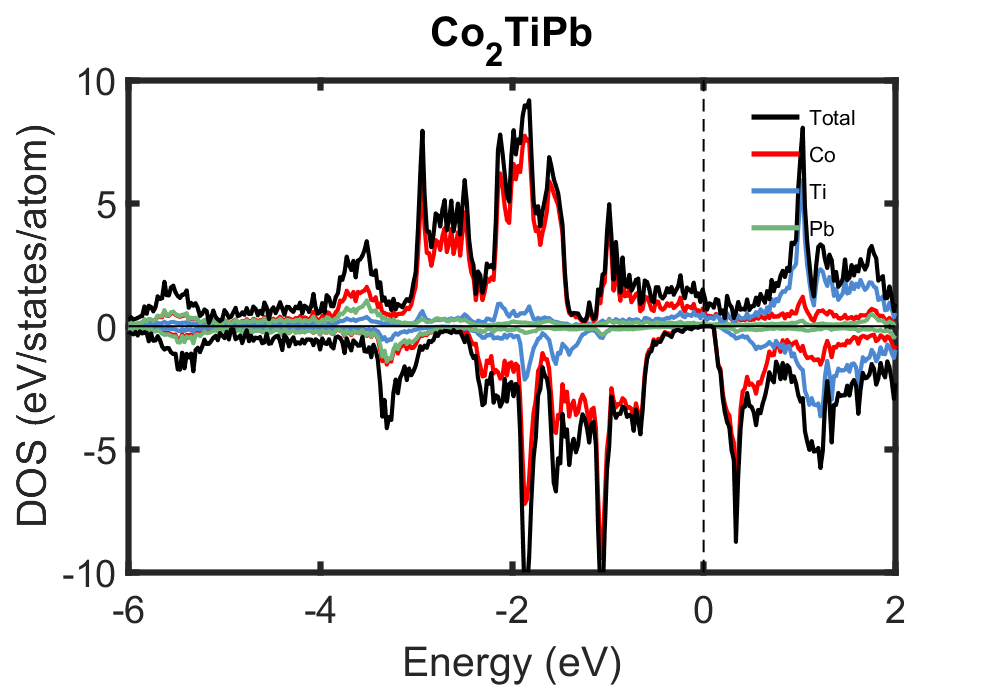 Co₂TiPb
DOS (eV/states/atom)
10
5
0
-5
-10
Total
Co
Ti
Pb
-6 -4 -2 0 2
Energy (eV)